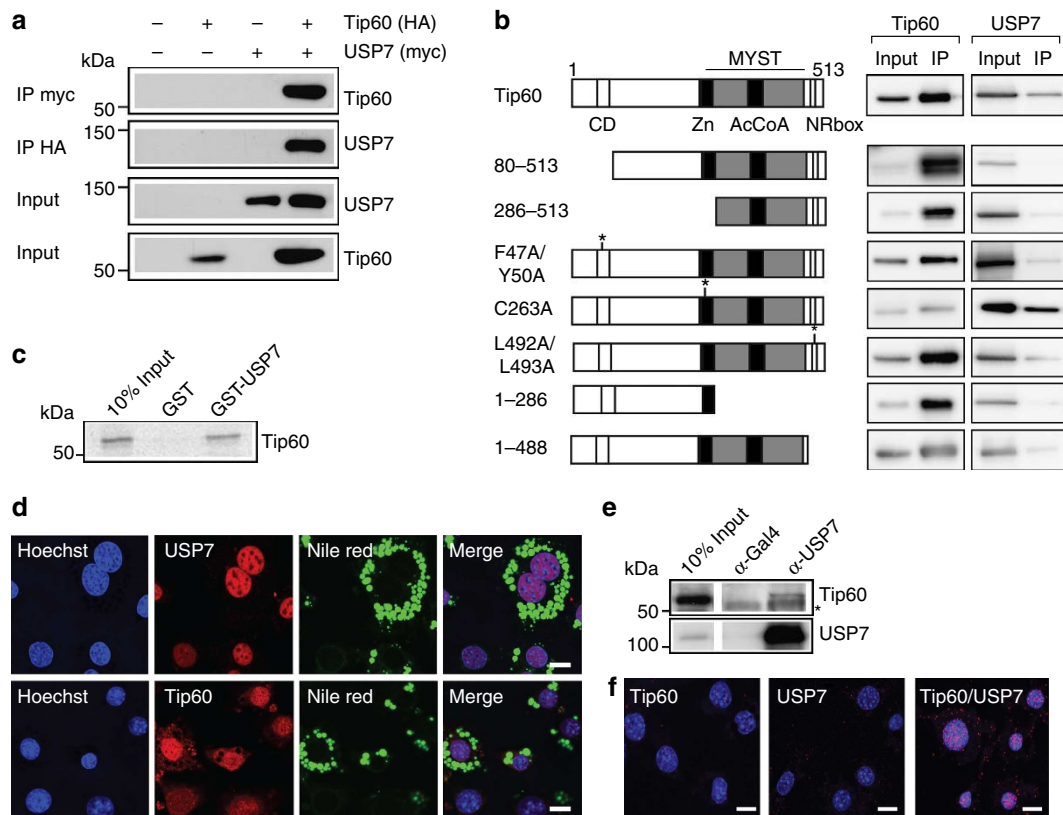 a
– + – + Tip60 (HA)
– – + + USP7 (myc)
kDa
IP myc 50 Tip60
IP HA 150 USP7
Input 150 USP7
Input 50 Tip60
b
Tip60 USP7
Input IP Input IP
MYST
1 513
Tip60
CD Zn AcCoA NRbox
80–513
286–513
*
F47A/
Y50A
*
C263A
*
L492A/
L493A
1–286
1–488
c
10% Input GST GST-USP7
kDa
50 Tip60
d
Hoechst USP7 Nile red Merge
Hoechst Tip60 Nile red Merge
e
10% Input α-Gal4 α-USP7
kDa
Tip60
50 *
100 USP7
f
Tip60 USP7 Tip60/USP7